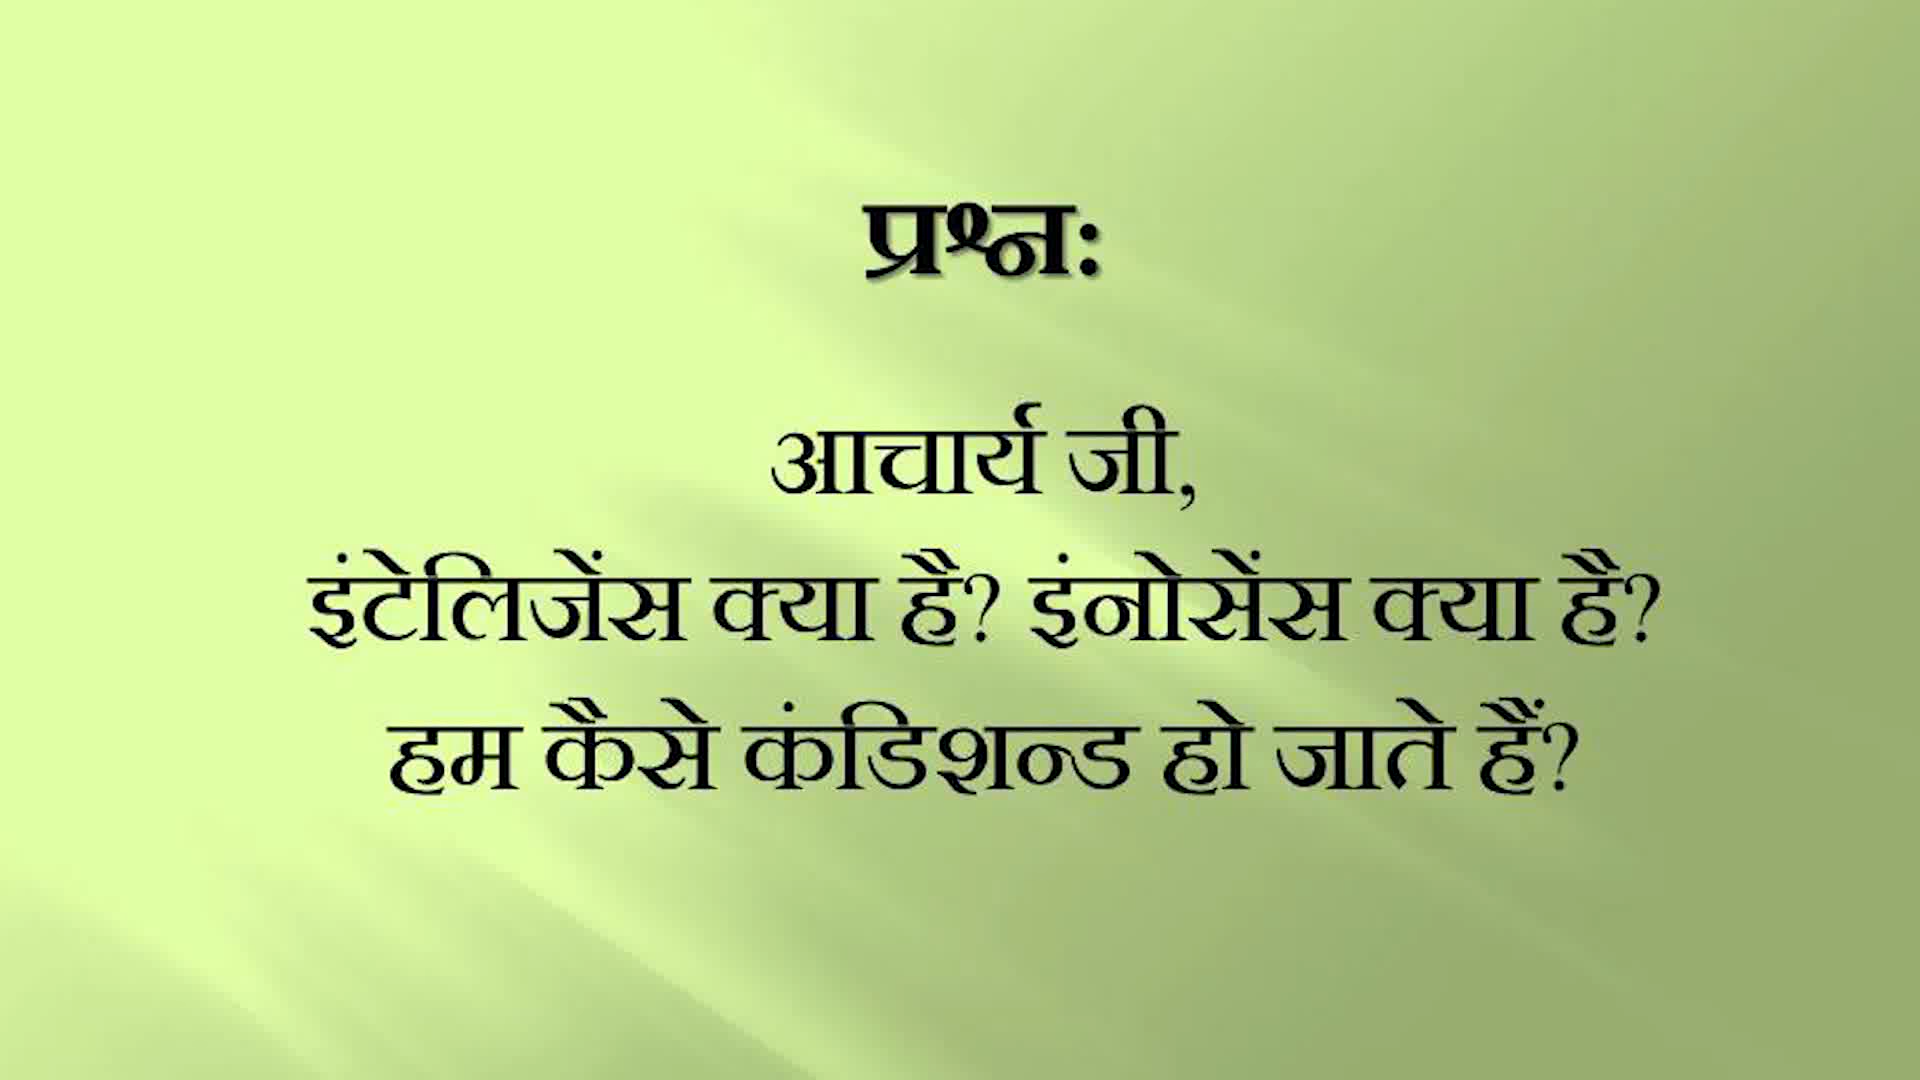 प्रश्न:
आचार्य जी,
इंटेलिजेंस क्या है? इंनोसेंस क्या है?
हम कैसे कंडिशन्ड हो जाते हैं?